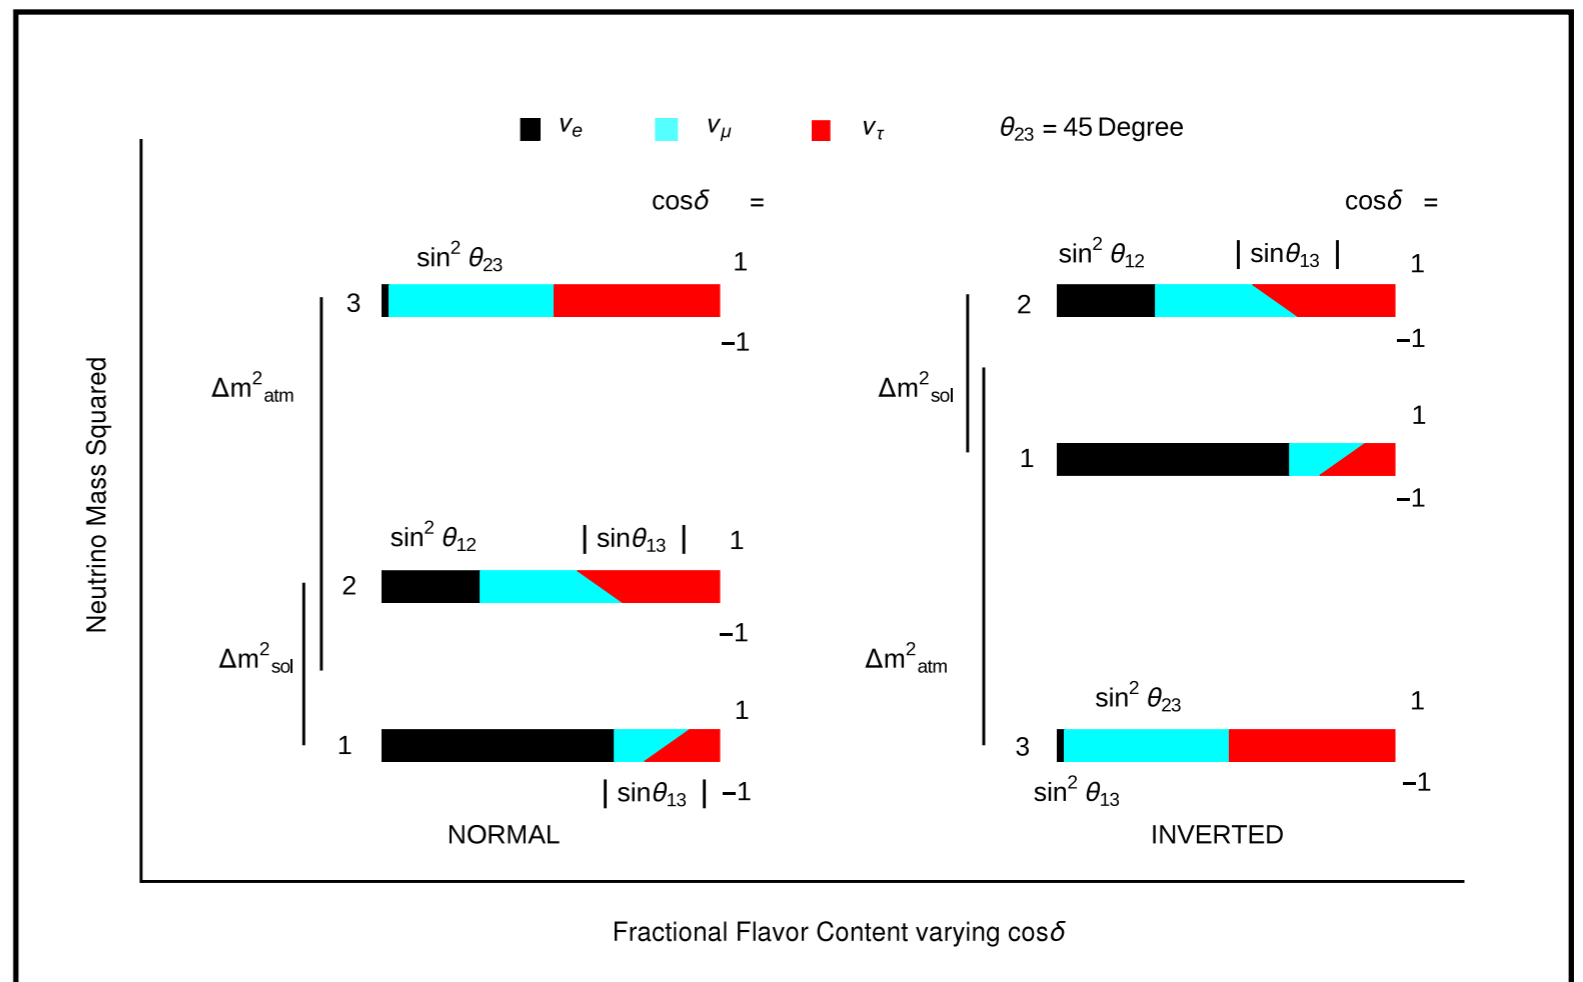 νe νμ ντ θ23 = 45 Degree
cosδ =
cosδ =
sin² θ23
1
3
–1
Δm²atm
sin² θ12 | sinθ13 | 1
2
–1
Δm²sol
1
1
| sinθ13 | –1
NORMAL
sin² θ12 | sinθ13 | 1
2
–1
Δm²sol
1
1
–1
Δm²atm
sin² θ23 1
3
–1
sin² θ13
INVERTED
Neutrino Mass Squared
Fractional Flavor Content varying cosδ